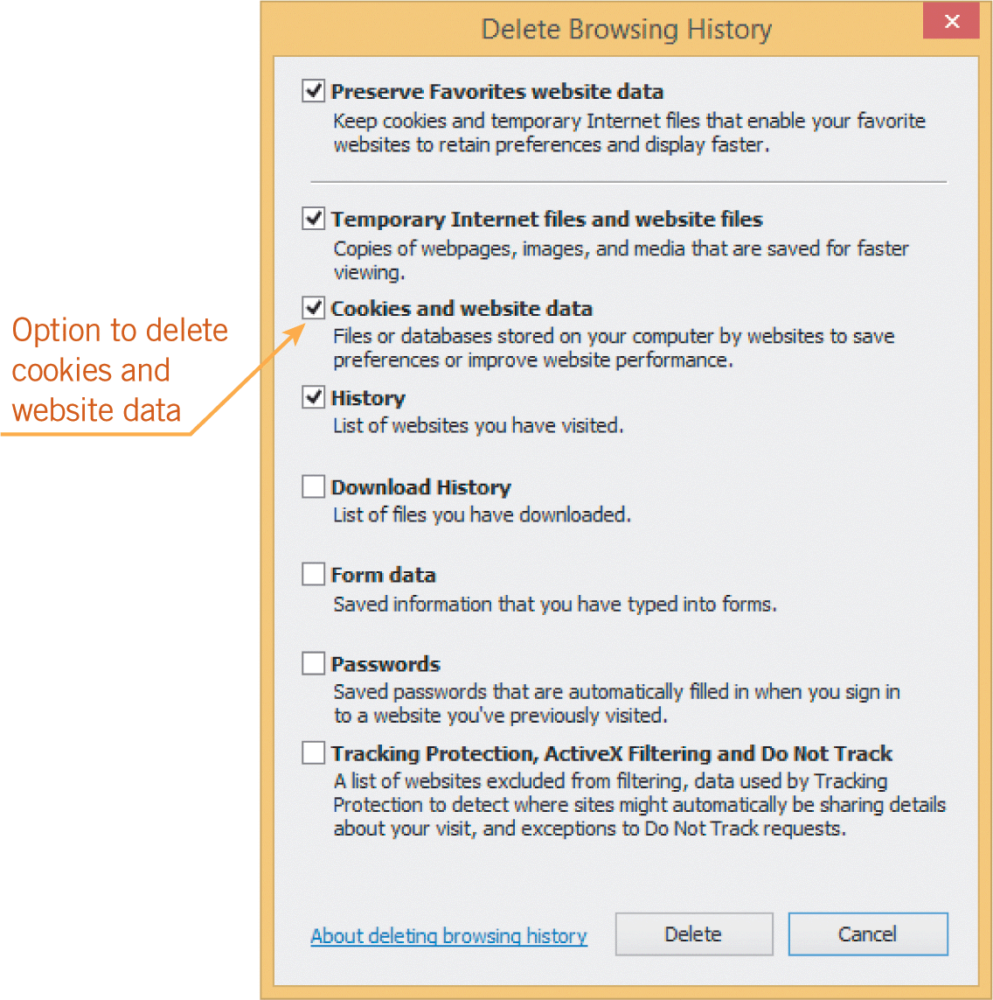 Delete Browsing History
Preserve Favorites website data
Keep cookies and temporary Internet files that enable your favorite
websites to retain preferences and display faster.
Temporary Internet files and website files
Copies of webpages, images, and media that are saved for faster
viewing.
Option to delete
cookies and
website data
Cookies and website data
Files or databases stored on your computer by websites to save
preferences or improve website performance.
History
List of websites you have visited.
Download History
List of files you have downloaded.
Form data
Saved information that you have typed into forms.
Passwords
Saved passwords that are automatically filled in when you sign in
to a website you've previously visited.
Tracking Protection, ActiveX Filtering and Do Not Track
A list of websites excluded from filtering, data used by Tracking
Protection to detect where sites might automatically be sharing details
about your visit, and exceptions to Do Not Track requests.
About deleting browsing history
Delete
Cancel